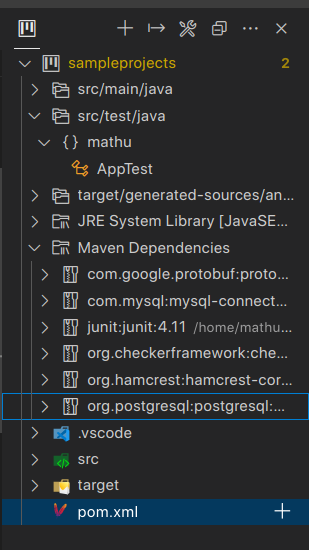 sampleprojects 2
src/main/java
src/test/java
{ } mathu
AppTest
target/generated-sources/an...
JRE System Library [JavaSE...
Maven Dependencies
com.google.protobuf:proto...
com.mysql:mysql-connect...
junit:junit:4.11 /home/mathu...
org.checkerframework:che...
org.hamcrest:hamcrest-cor...
org.postgresql:postgresql:...
.vscode
src
target
pom.xml